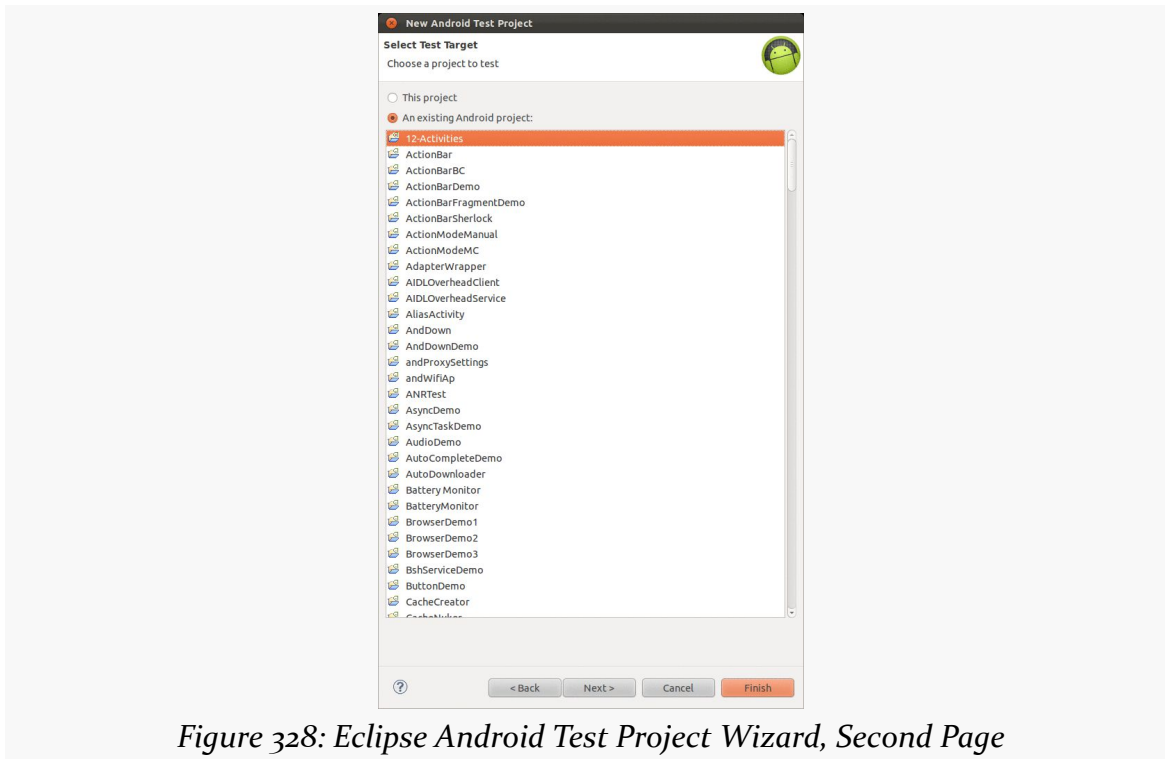 New Android Test Project
Select Test Target
Choose a project to test
This project
An existing Android project:
12-Activities
ActionBar
ActionBarBC
ActionBarDemo
ActionBarFragmentDemo
ActionBarSherlock
ActionModeManual
ActionModeMC
AdapterWrapper
AIDLOverheadClient
AIDLOverheadService
AliasActivity
AndDown
AndDownDemo
andProxySettings
andWifiAp
ANRTest
AsyncDemo
AsyncTaskDemo
AudioDemo
AutoCompleteDemo
AutoDownloader
Battery Monitor
BatteryMonitor
BrowserDemo1
BrowserDemo2
BrowserDemo3
BshServiceDemo
ButtonDemo
CacheCreator
? < Back Next > Cancel Finish
Figure 328: Eclipse Android Test Project Wizard, Second Page